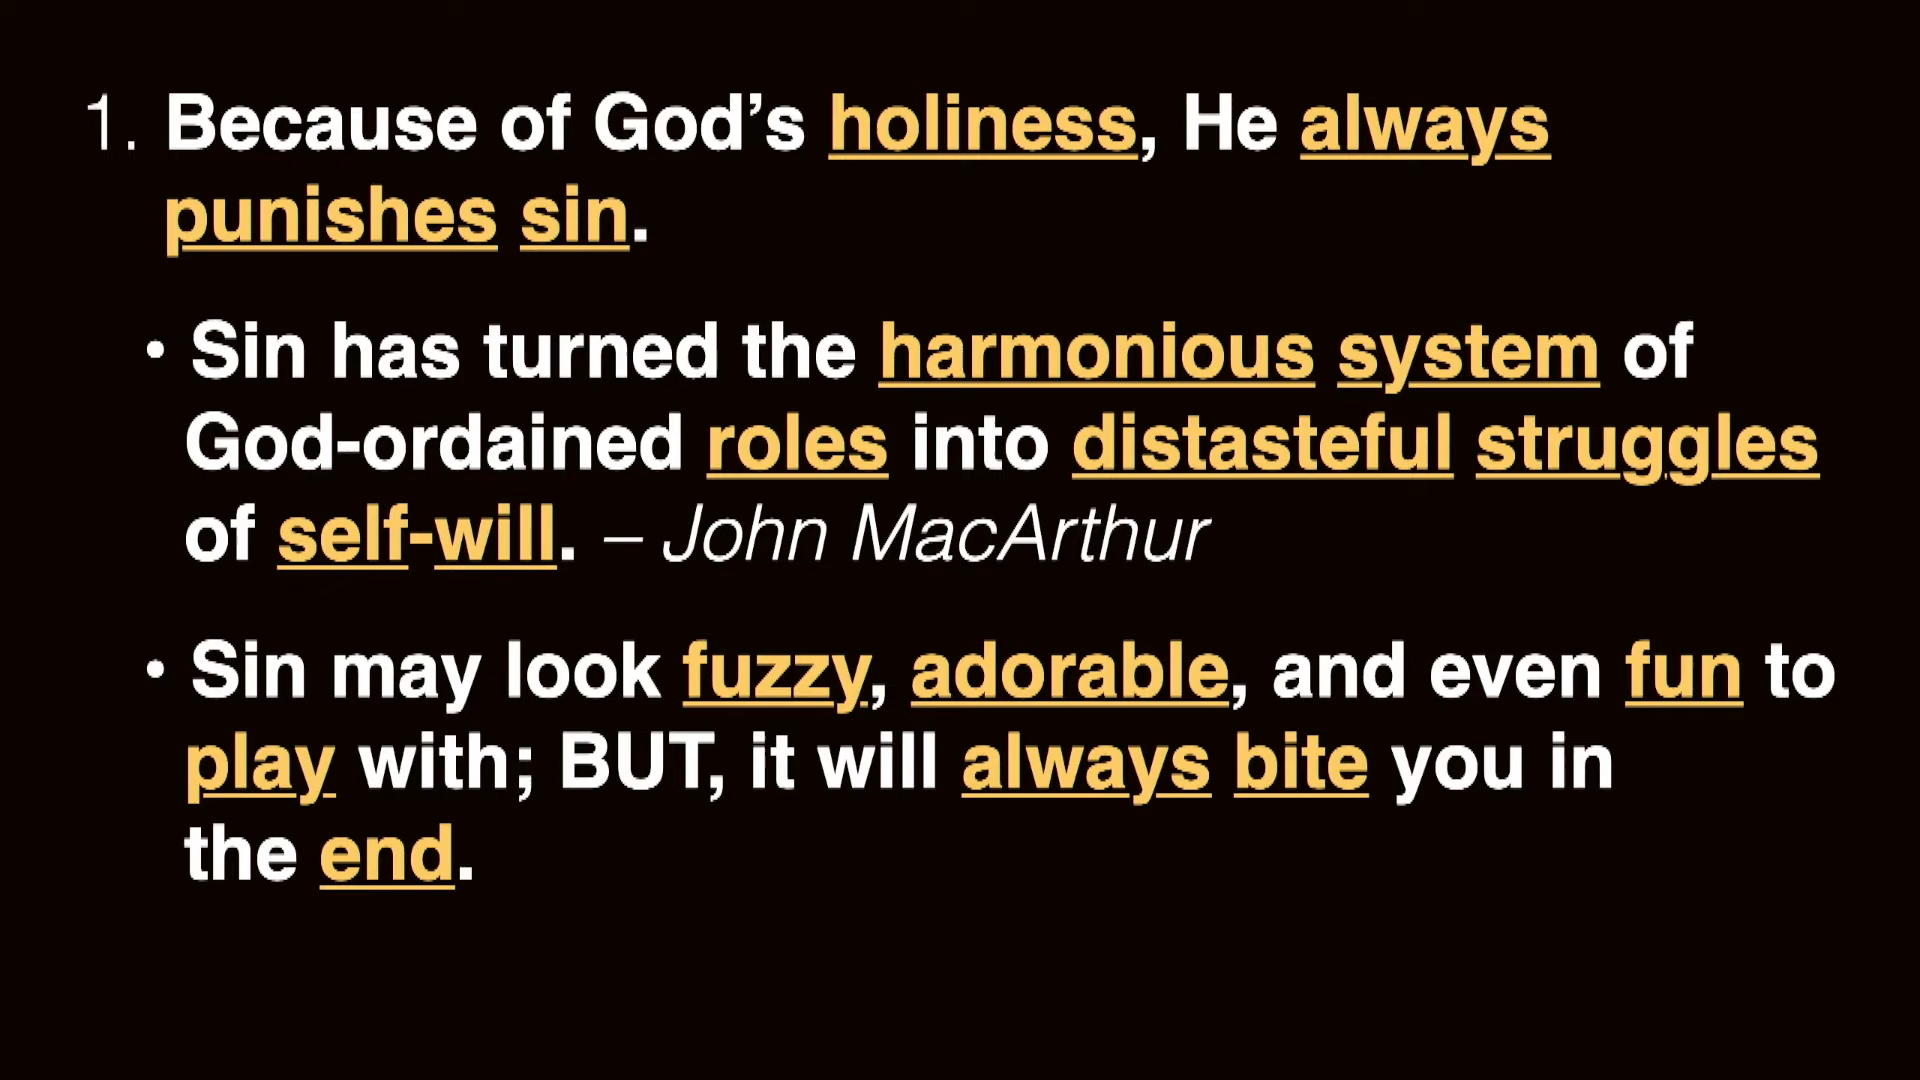 1. Because of God’s holiness, He always
punishes sin.
• Sin has turned the harmonious system of
God-ordained roles into distasteful struggles
of self-will. – John MacArthur
• Sin may look fuzzy, adorable, and even fun to
play with; BUT, it will always bite you in
the end.